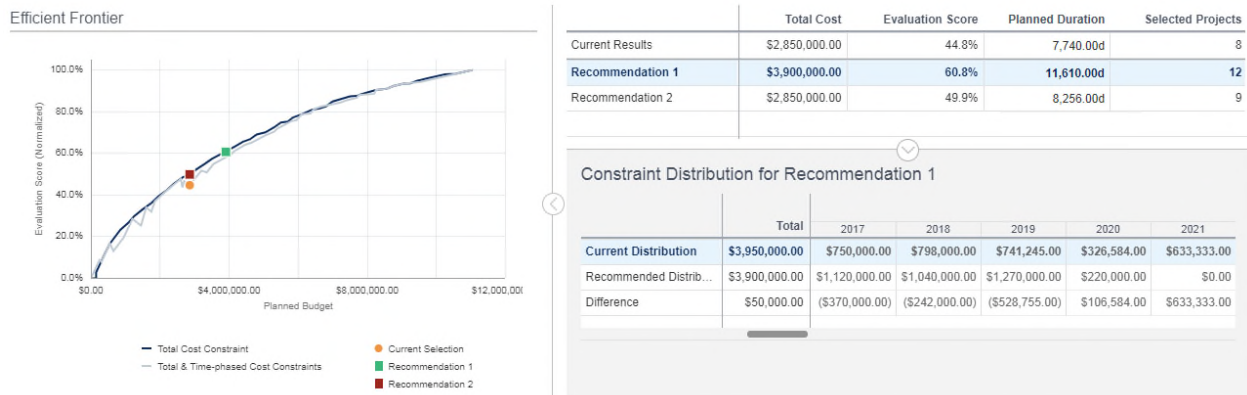 Efficient Frontier
Evaluation Score (Normalized)
100.0%
80.0%
60.0%
40.0%
20.0%
0.0%
$0.00 $4,000,000.00 $8,000,000.00 $12,000,00
Planned Budget
Total Cost Constraint
Total & Time-phased Cost Constraints
Current Selection
Recommendation 1
Recommendation 2
Total Cost Evaluation Score Planned Duration Selected Projects
Current Results $2,850,000.00 44.8% 7,740.00d 8
Recommendation 1 $3,900,000.00 60.8% 11,610.00d 12
Recommendation 2 $2,850,000.00 49.9% 8,256.00d 9
Constraint Distribution for Recommendation 1
Total 2017 2018 2019 2020 2021
Current Distribution $3,950,000.00 $750,000.00 $798,000.00 $741,245.00 $326,584.00 $633,333.00
Recommended Distrib... $3,900,000.00 $1,120,000.00 $1,040,000.00 $1,270,000.00 $220,000.00 $0.00
Difference $50,000.00 ($370,000.00) ($242,000.00) ($528,755.00) $106,584.00 $633,333.00